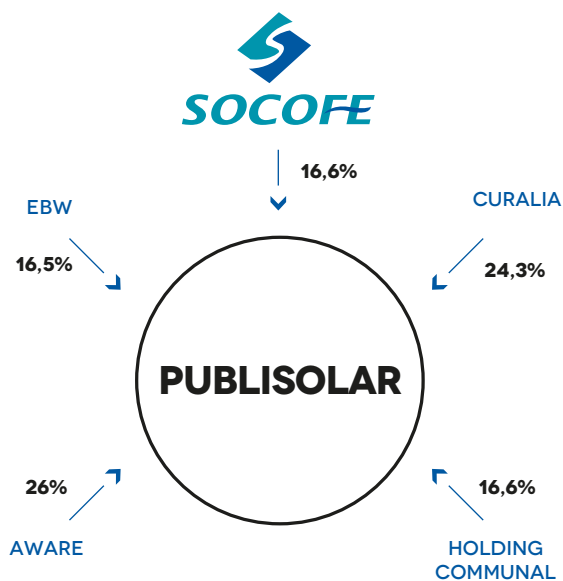 SOCOFE
16,6%
EBW
16,5%
CURALIA
24,3%
PUBLISOLAR
26%
AWARE
16,6%
HOLDING
COMMUNAL